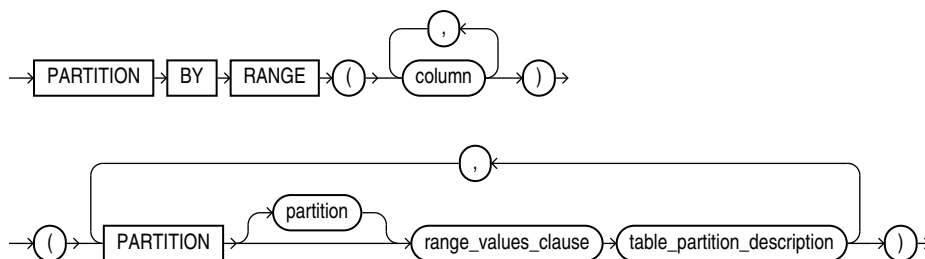 ,
PARTITION BY RANGE ( column )
,
partition
( PARTITION range_values_clause table_partition_description )